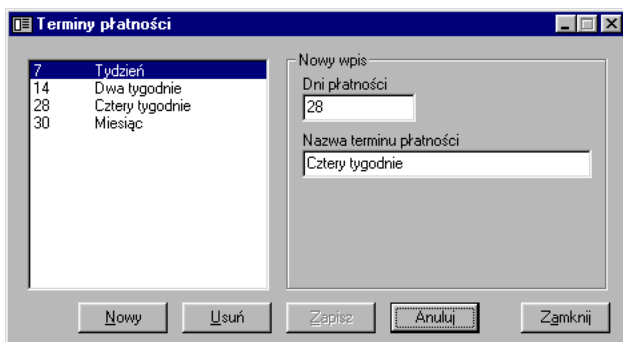 Terminy płatności
7 Tydzień
14 Dwa tygodnie
28 Cztery tygodnie
30 Miesiąc
Nowy wpis
Dni płatności
28
Nazwa terminu płatności
Cztery tygodnie
Nowy Usuń Zapisz Anuluj Zamknij